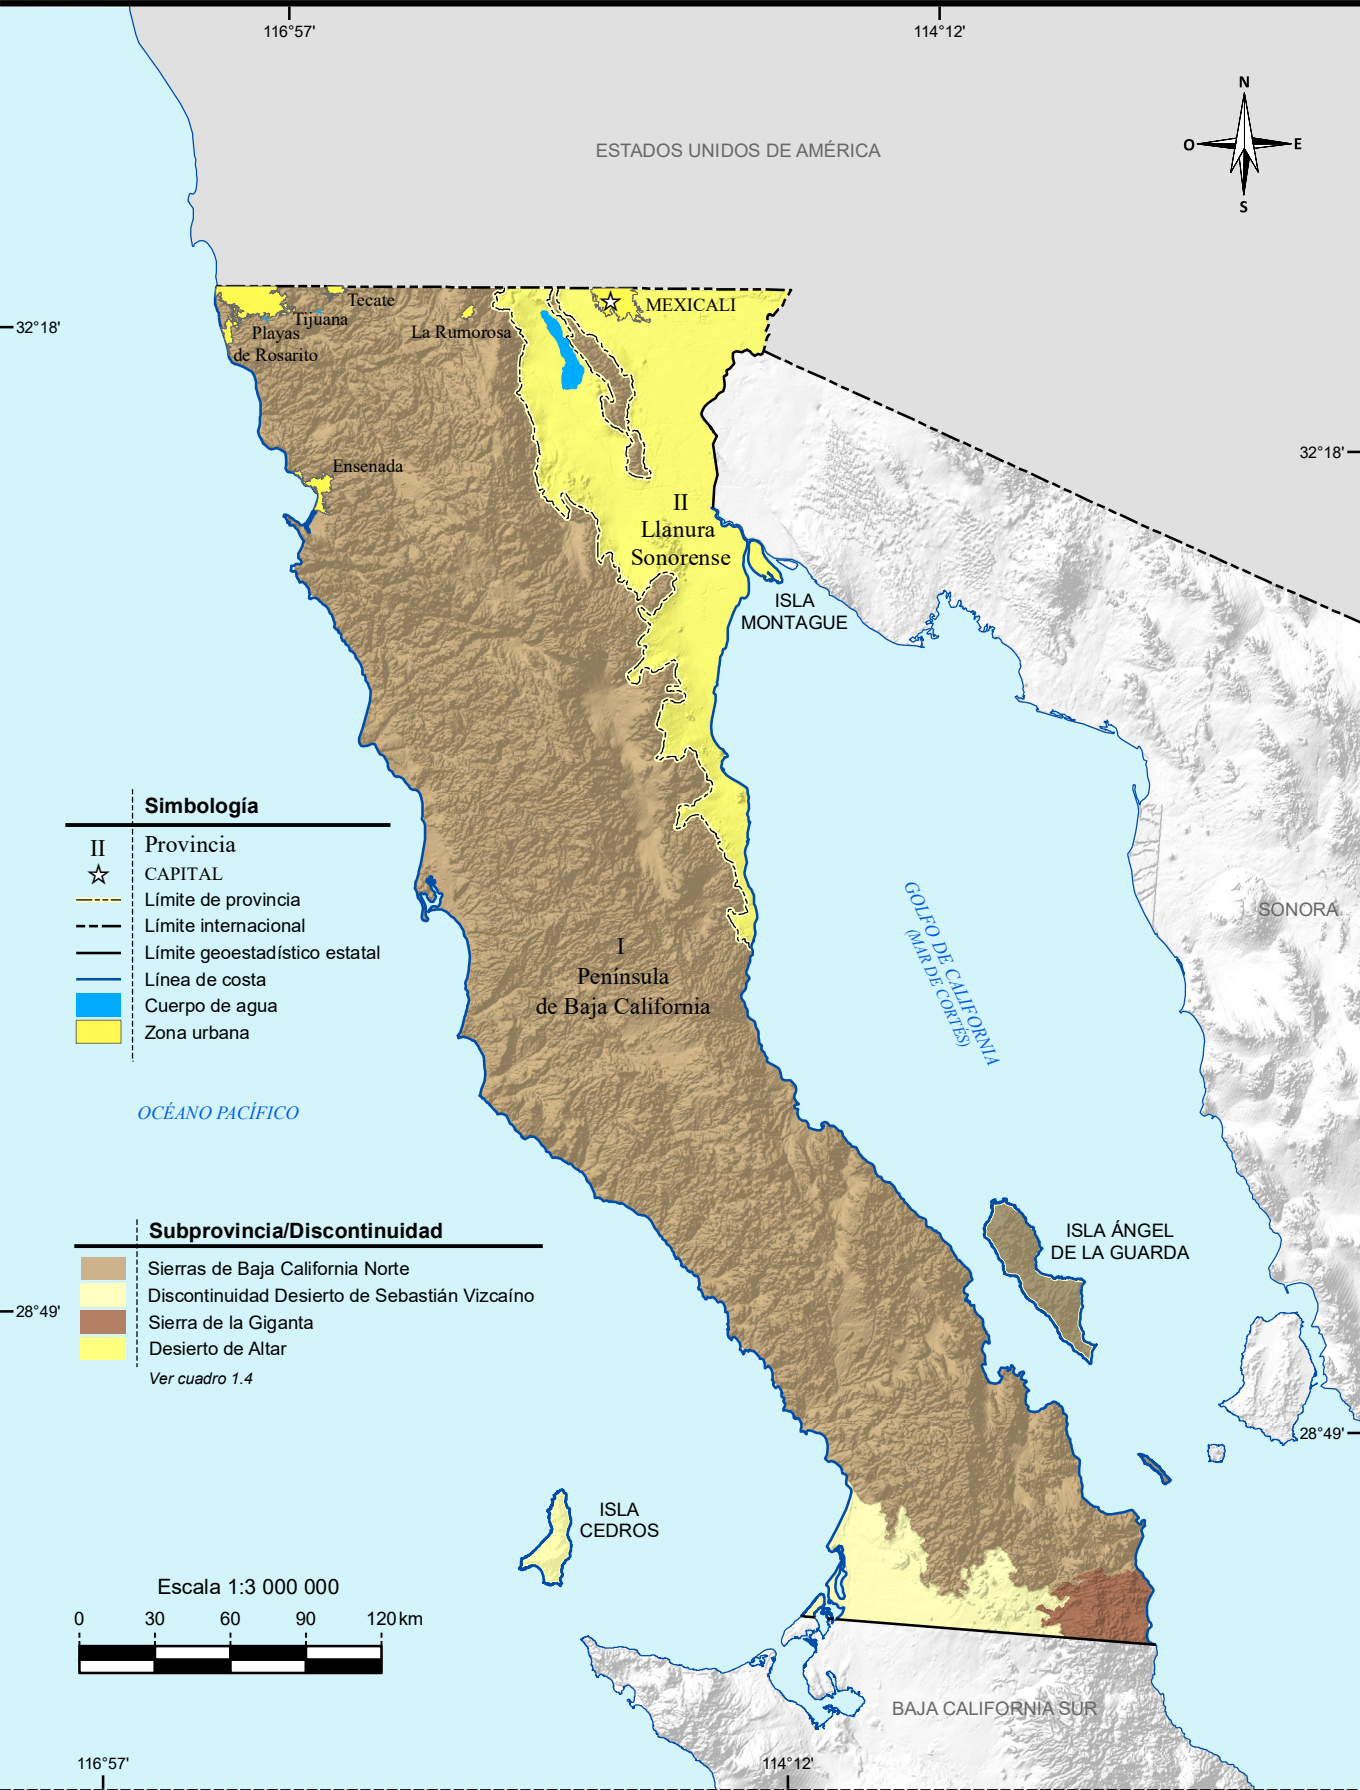 116°57'
114°12'
N
O
E
S
ESTADOS UNIDOS DE AMÉRICA
Tecate
MEXICALI
Tijuana
32°18'
La Rumorosa
Playas
de Rosarito
32°18'
Ensenada
II
Llanura
Sonorense
ISLA
MONTAGUE
Simbología
II
Provincia
CAPITAL
Límite de provincia
Límite internacional
Límite geoestadístico estatal
Línea de costa
Cuerpo de agua
Zona urbana
SONORA
GOLFO DE CALIFORNIA
(MAR DE CORTÉS)
I
Península
de Baja California
OCÉANO PACÍFICO
Subprovincia/Discontinuidad
Sierras de Baja California Norte
Discontinuidad Desierto de Sebastián Vizcaíno
Sierra de la Giganta
Desierto de Altar
Ver cuadro 1.4
ISLA ÁNGEL
DE LA GUARDA
28°49'
28°49'
ISLA
CEDROS
Escala 1:3 000 000
0 30 60 90 120 km
BAJA CALIFORNIA SUR
116°57'
114°12'